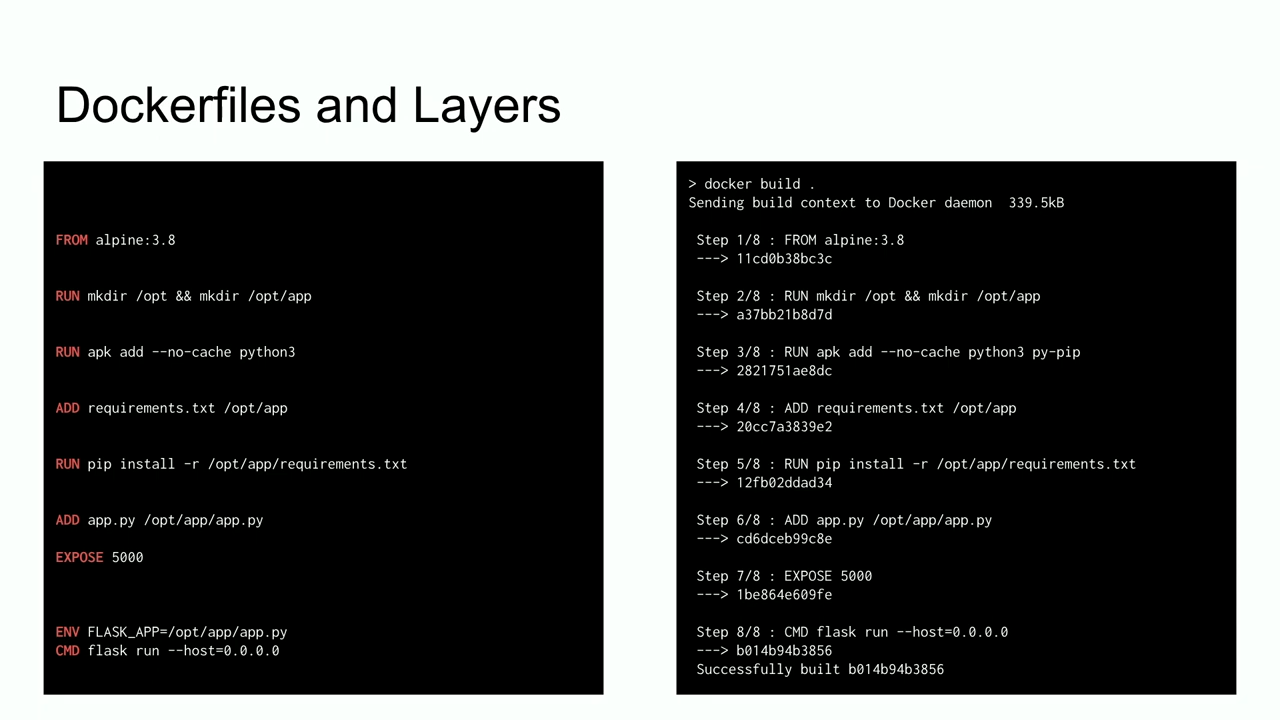 Dockerfiles and Layers
FROM alpine:3.8
RUN mkdir /opt && mkdir /opt/app
RUN apk add --no-cache python3
ADD requirements.txt /opt/app
RUN pip install -r /opt/app/requirements.txt
ADD app.py /opt/app/app.py
EXPOSE 5000
ENV FLASK_APP=/opt/app/app.py
CMD flask run --host=0.0.0.0
> docker build .
Sending build context to Docker daemon  339.5kB
Step 1/8 : FROM alpine:3.8
---> 11cd0b38bc3c
Step 2/8 : RUN mkdir /opt && mkdir /opt/app
---> a37bb21b8d7d
Step 3/8 : RUN apk add --no-cache python3 py-pip
---> 2821751ae8dc
Step 4/8 : ADD requirements.txt /opt/app
---> 20cc7a3839e2
Step 5/8 : RUN pip install -r /opt/app/requirements.txt
---> 12fb02ddad34
Step 6/8 : ADD app.py /opt/app/app.py
---> cd6dceb99c8e
Step 7/8 : EXPOSE 5000
---> 1be864e609fe
Step 8/8 : CMD flask run --host=0.0.0.0
---> b014b94b3856
Successfully built b014b94b3856